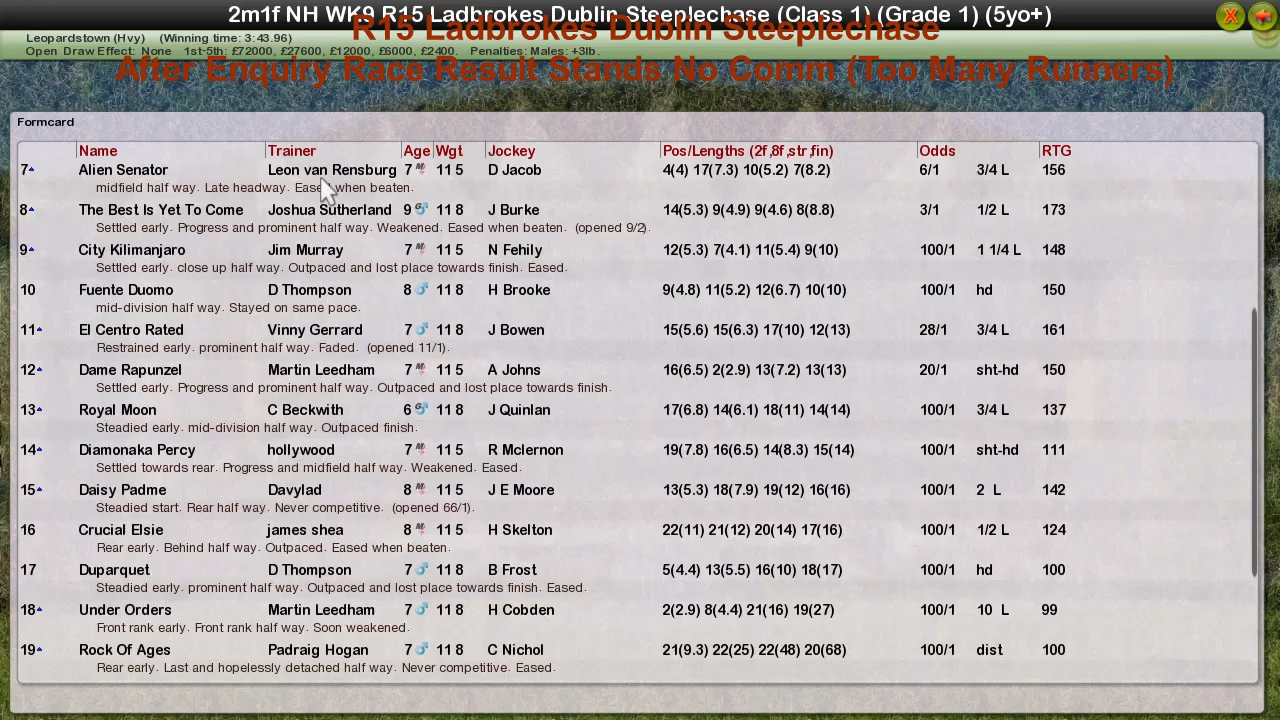 2m1f NH WK9 R15 Ladbrokes Dublin Steeplechase (Class 1) (Grade 1) (5yo+)
R15 Ladbrokes Dublin Steeplechase
Leopardstown (Hvy) (Winning time: 3:43.96)
Open Draw Effect: None 1st-5th: £72000, £27600, £12000, £6000, £2400. Penalties: Males: +3lb.
After Enquiry Race Result Stands No Comm (Too Many Runners)
Formcard
Name Trainer Age Wgt Jockey Pos/Lengths (2f,8f,str,fin) Odds RTG
7 Alien Senator Leon van Rensburg 7 11 5 D Jacob 4(4) 17(7.3) 10(5.2) 7(8.2) 6/1 3/4 L 156
midfield half way. Late headway. Eased when beaten.
8 The Best Is Yet To Come Joshua Sutherland 9 11 8 J Burke 14(5.3) 9(4.9) 9(4.6) 8(8.8) 3/1 1/2 L 173
Settled early. Progress and prominent half way. Weakened. Eased when beaten. (opened 9/2).
9 City Kilimanjaro Jim Murray 7 11 5 N Fehily 12(5.3) 7(4.1) 11(5.4) 9(10) 100/1 1 1/4 L 148
Settled early. close up half way. Outpaced and lost place towards finish. Eased.
10 Fuente Duomo D Thompson 8 11 8 H Brooke 9(4.8) 11(5.2) 12(6.7) 10(10) 100/1 hd 150
mid-division half way. Stayed on same pace.
11 El Centro Rated Vinny Gerrard 7 11 8 J Bowen 15(5.6) 15(6.3) 17(10) 12(13) 28/1 3/4 L 161
Restrained early. prominent half way. Faded. (opened 11/1).
12 Dame Rapunzel Martin Leedham 7 11 5 A Johns 16(6.5) 2(2.9) 13(7.2) 13(13) 20/1 sht-hd 150
Settled early. Progress and prominent half way. Outpaced and lost place towards finish.
13 Royal Moon C Beckwith 6 11 8 J Quinlan 17(6.8) 14(6.1) 18(11) 14(14) 100/1 3/4 L 137
Steadied early. mid-division half way. Outpaced finish.
14 Diamonaka Percy hollywood 7 11 5 R Mclernon 19(7.8) 16(6.5) 14(8.3) 15(14) 100/1 sht-hd 111
Settled towards rear. Progress and midfield half way. Weakened. Eased.
15 Daisy Padme Davylad 8 11 5 J E Moore 13(5.3) 18(7.9) 19(12) 16(16) 100/1 2 L 142
Steadied start. Rear half way. Never competitive. (opened 66/1).
16 Crucial Elsie james shea 8 11 5 H Skelton 22(11) 21(12) 20(14) 17(16) 100/1 1/2 L 124
Rear early. Behind half way. Outpaced. Eased when beaten.
17 Duparquet D Thompson 7 11 8 B Frost 5(4.4) 13(5.5) 16(10) 18(17) 100/1 hd 100
Steadied early. prominent half way. Outpaced and lost place towards finish. Eased.
18 Under Orders Martin Leedham 7 11 8 H Cobden 2(2.9) 8(4.4) 21(16) 19(27) 100/1 10 L 99
Front rank early. Front rank half way. Soon weakened.
19 Rock Of Ages Padraig Hogan 7 11 8 C Nichol 21(9.3) 22(25) 22(48) 20(68) 100/1 dist 100
Rear early. Last and hopelessly detached half way. Never competitive. Eased.